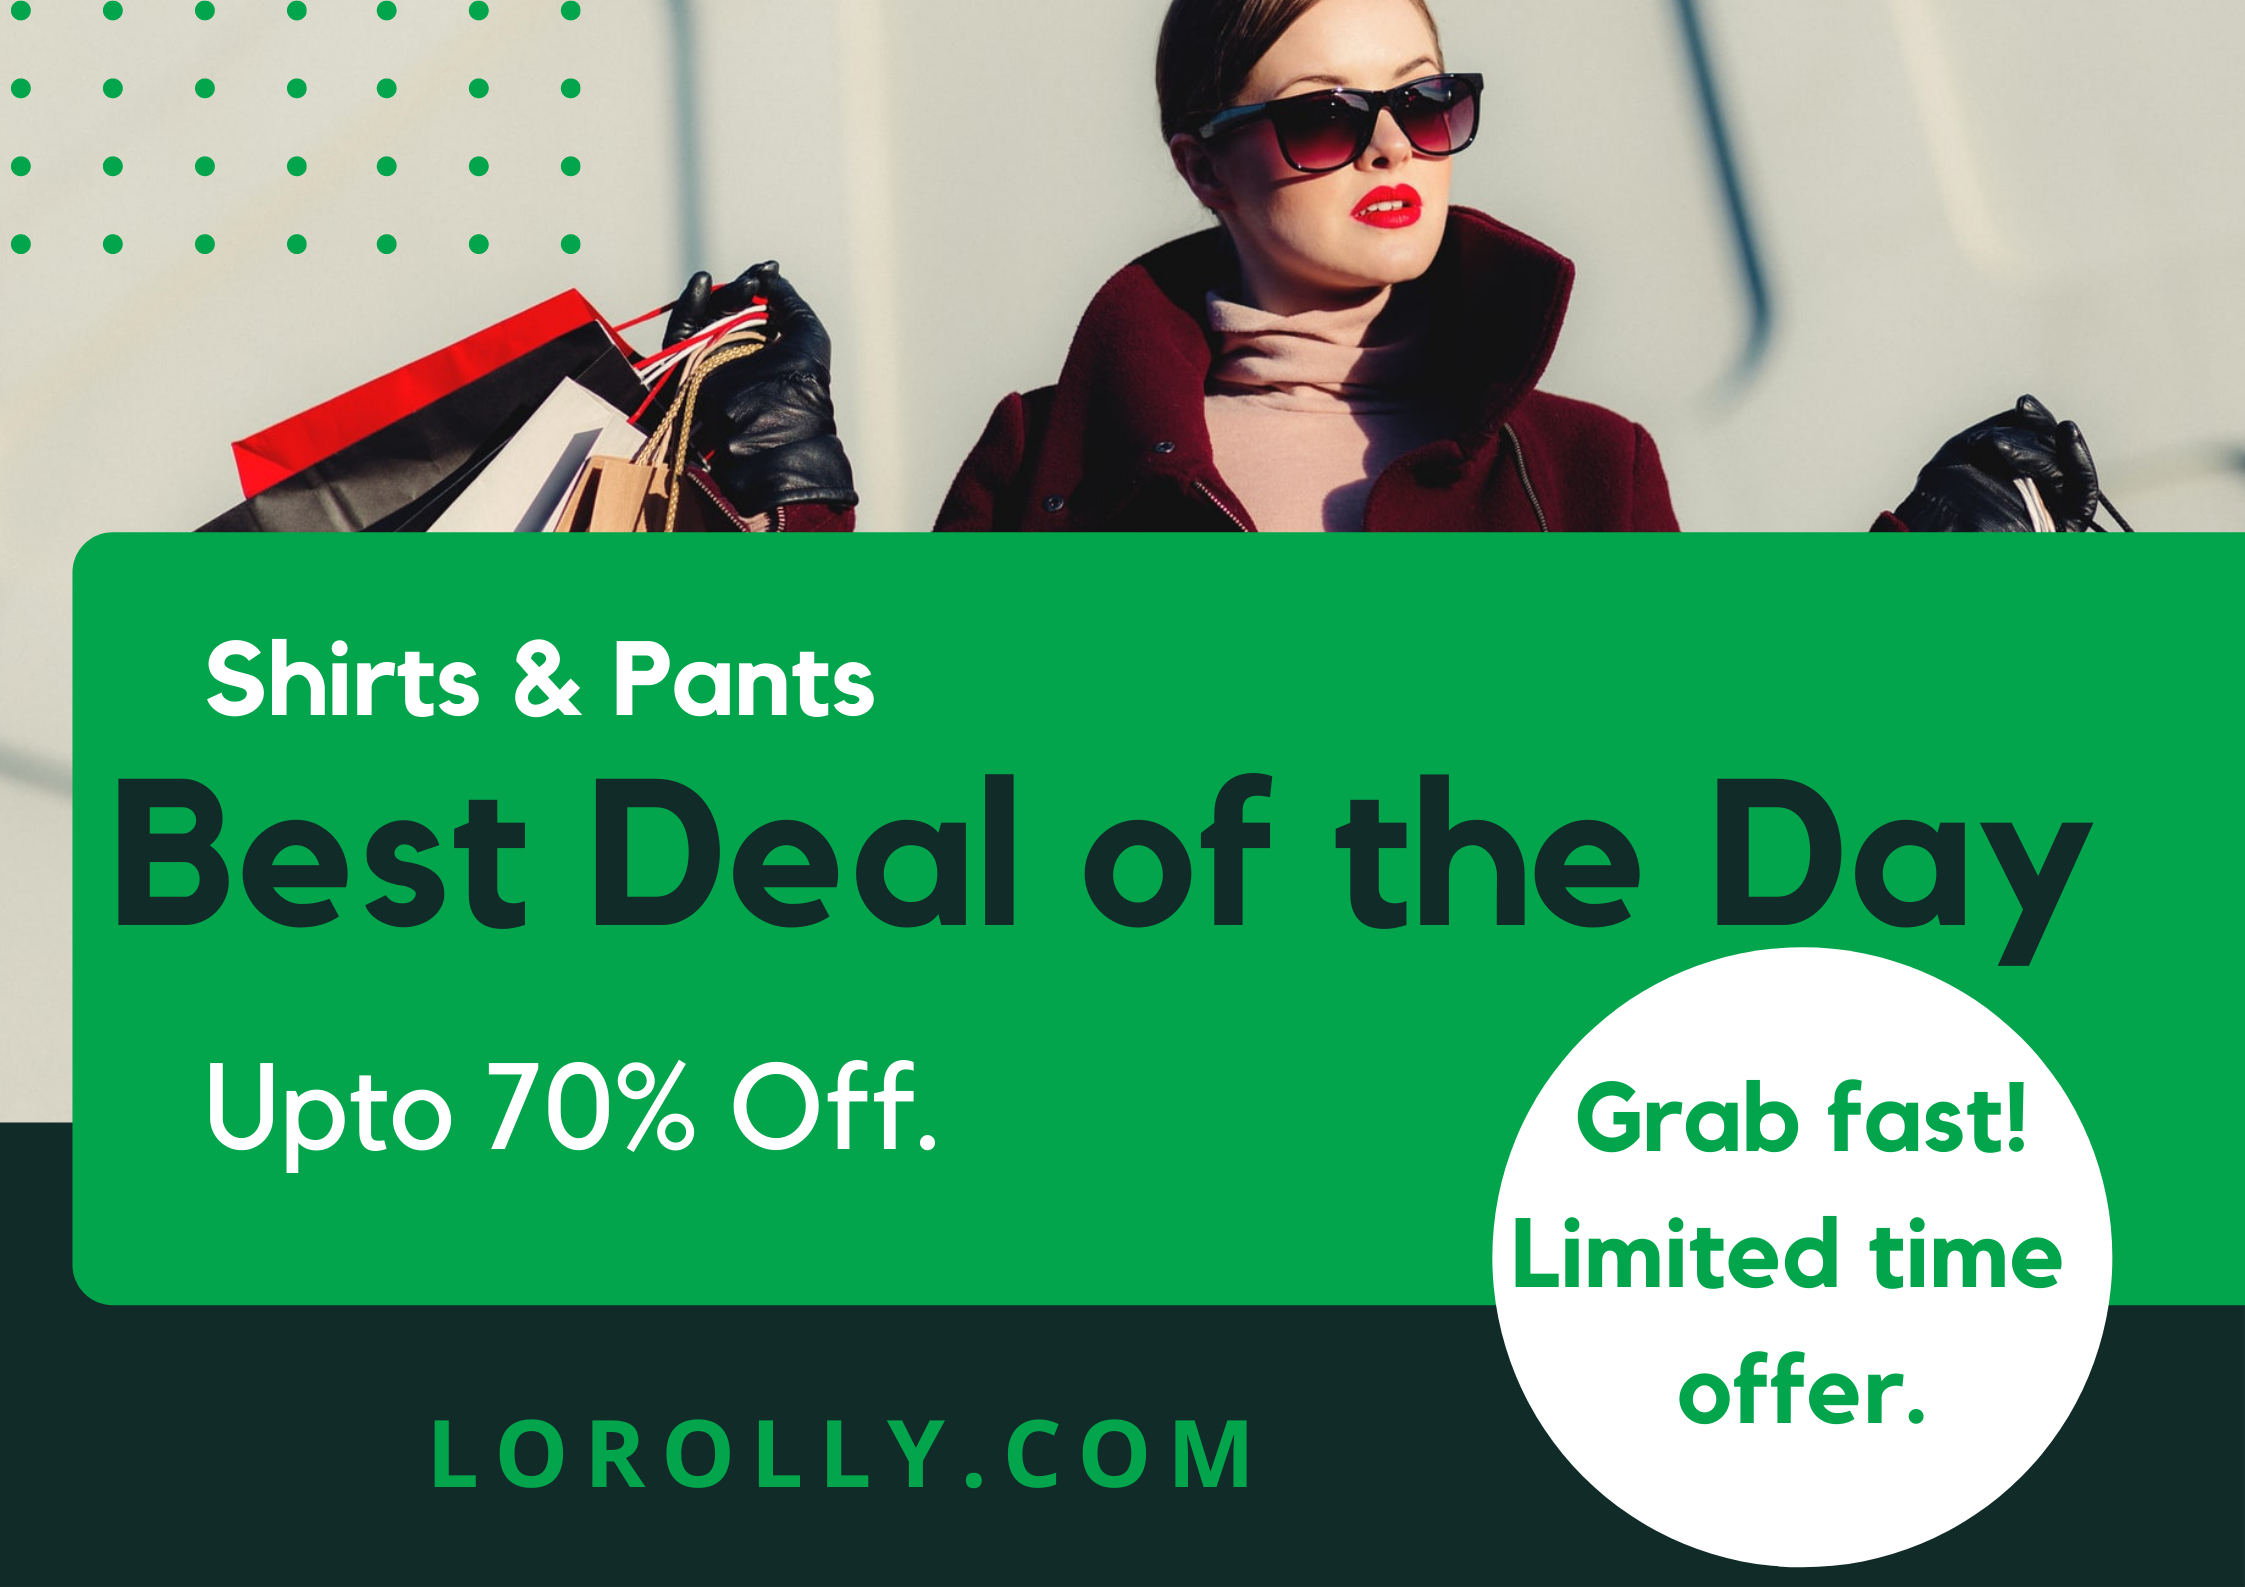 Shirts & Pants
Best Deal of the Day
Upto 70% Off.
Grab fast!
Limited time
offer.
LOROLLY.COM